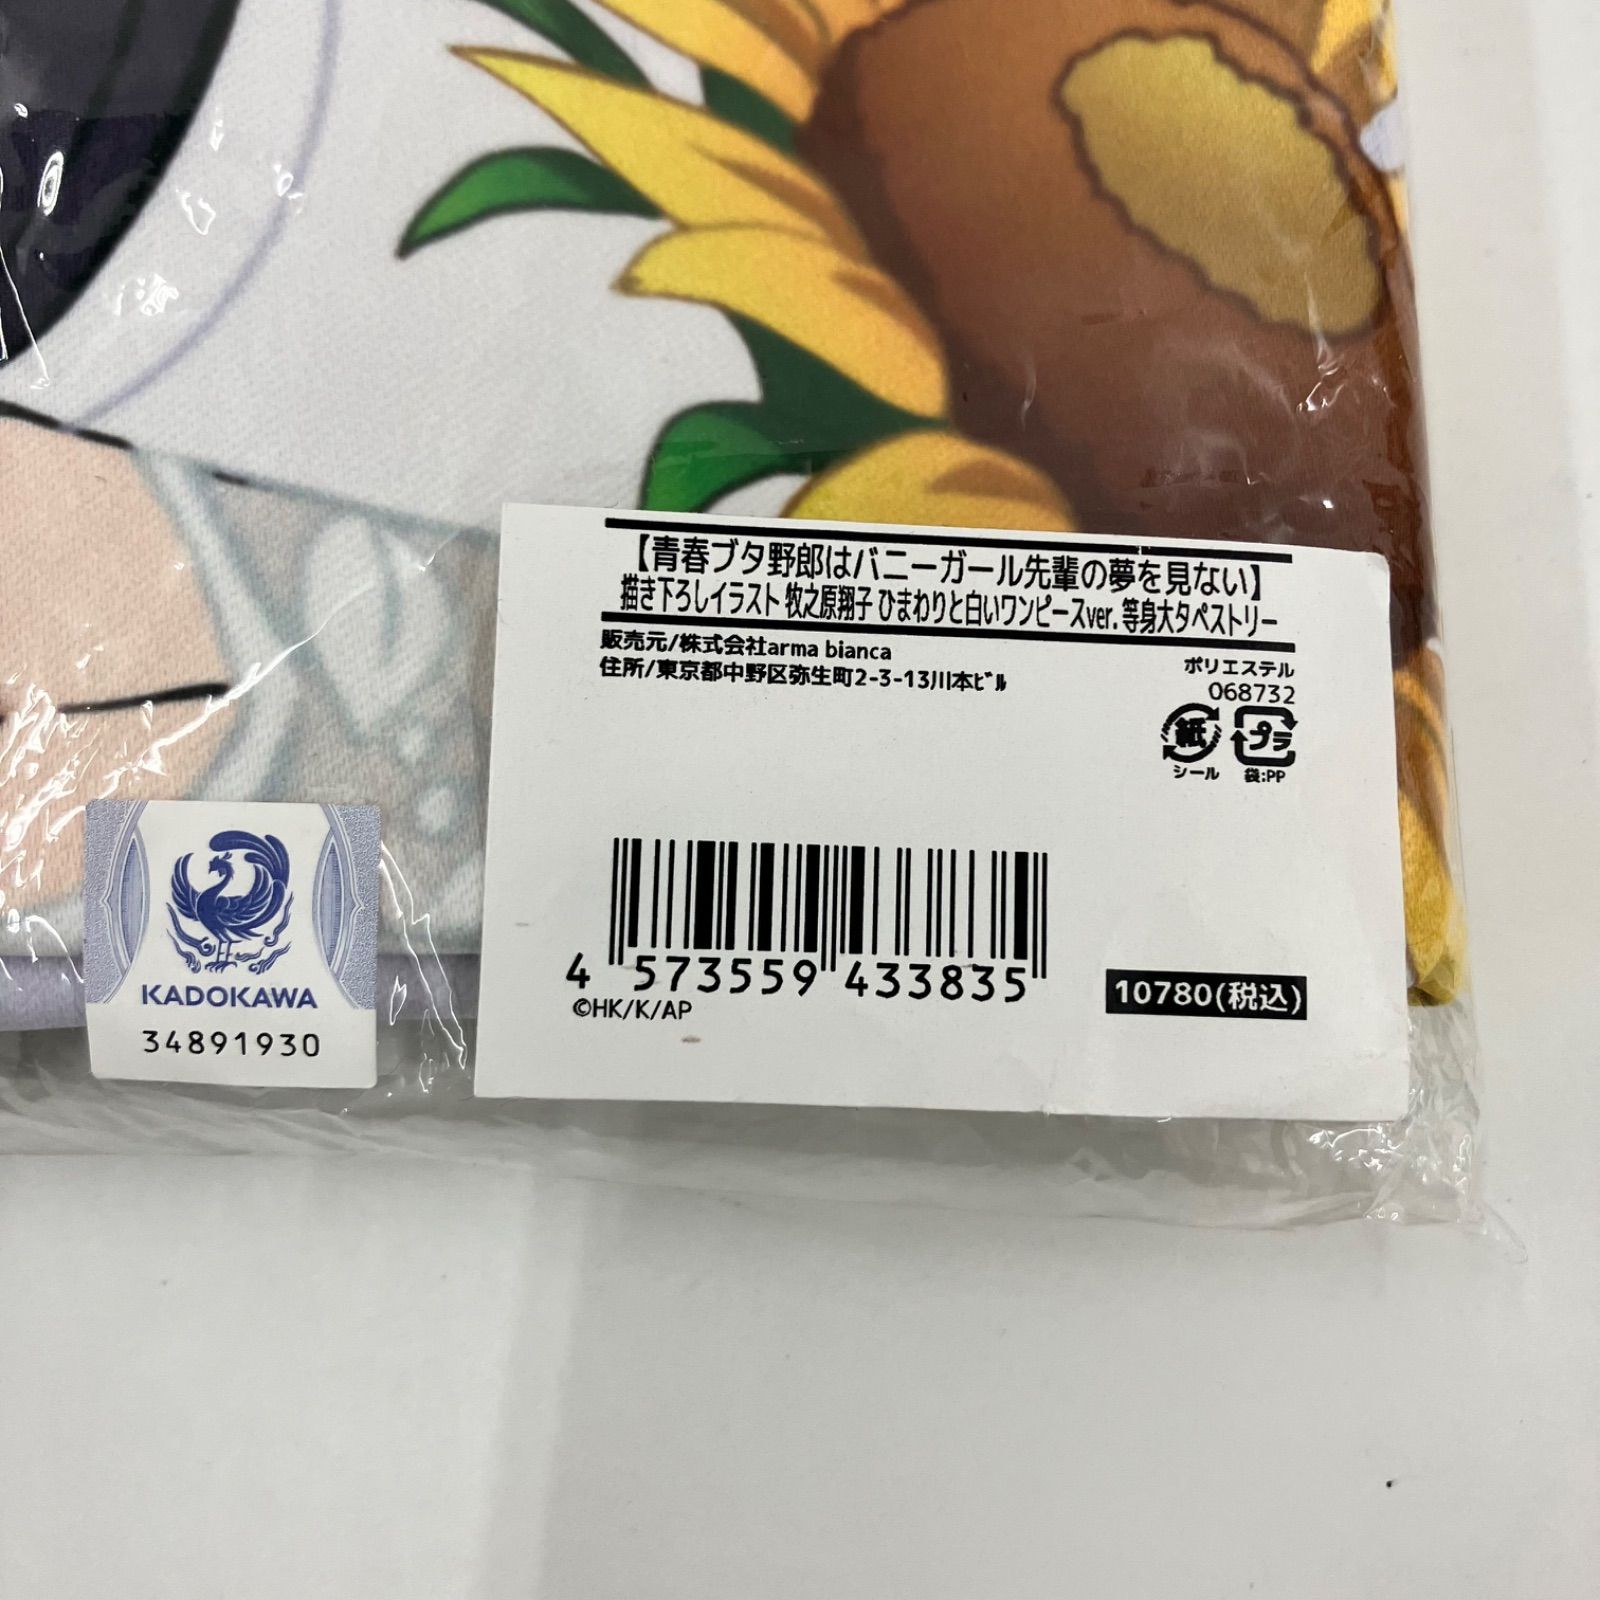 【青春ブタ野郎はバニーガール先輩の夢を見ない】
描き下ろしイラスト 牧之原翔子 ひまわりと白いワンピースver. 等身大タペストリー
販売元/株式会社arma bianca
住所/東京都中野区弥生町2-3-13川本ﾋﾞﾙ
ポリエステル
068732
紙
プラ
シール
袋:PP
4 573559 433835
©HK/K/AP
10780(税込)
KADOKAWA
34891930